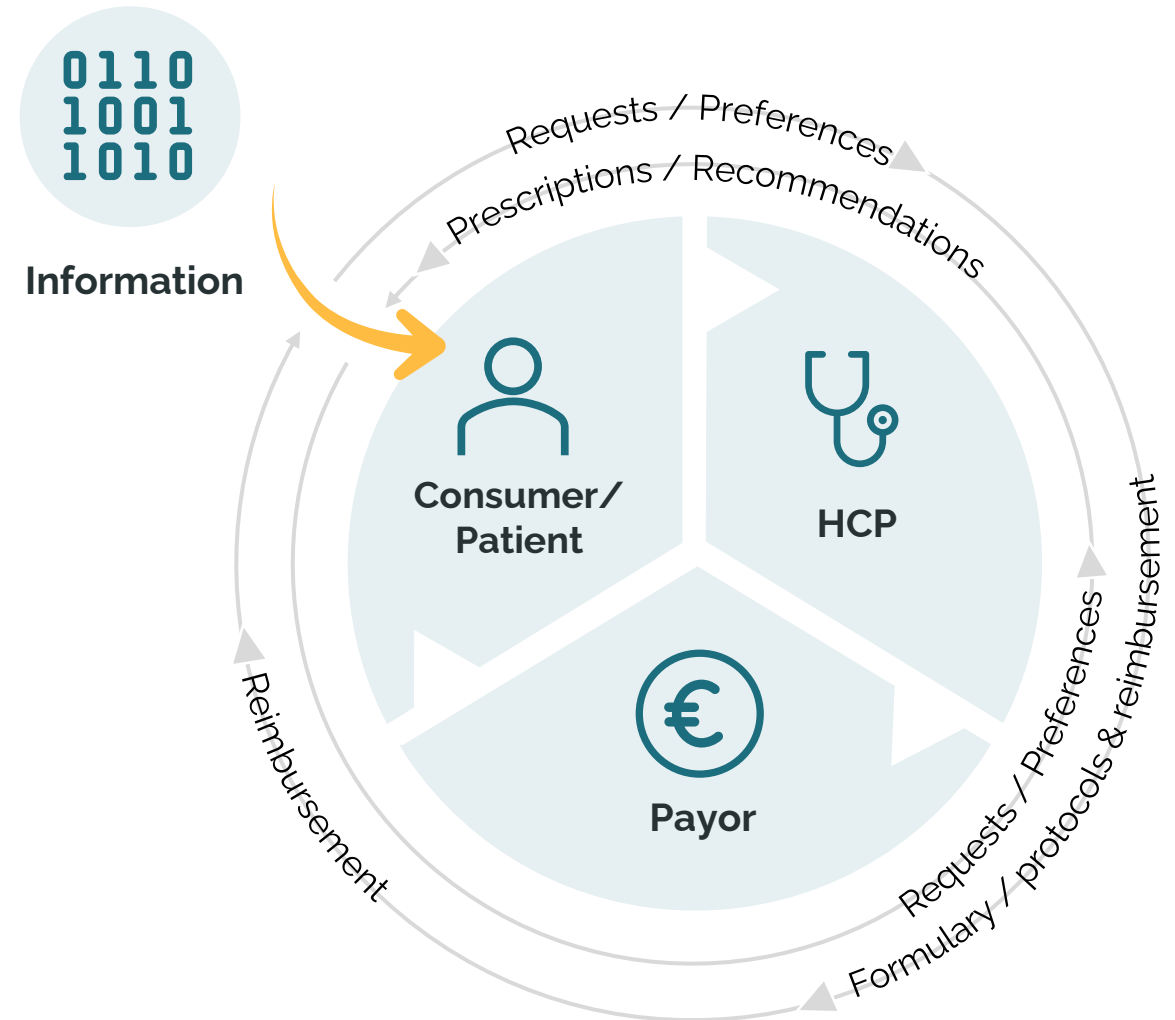 0110
1001
1010
Information
Requests / Preferences
Prescriptions / Recommendations
Consumer/
Patient
HCP
€
Payor
Reimbursement
Requests / Preferences
Formulary / protocols & reimbursement